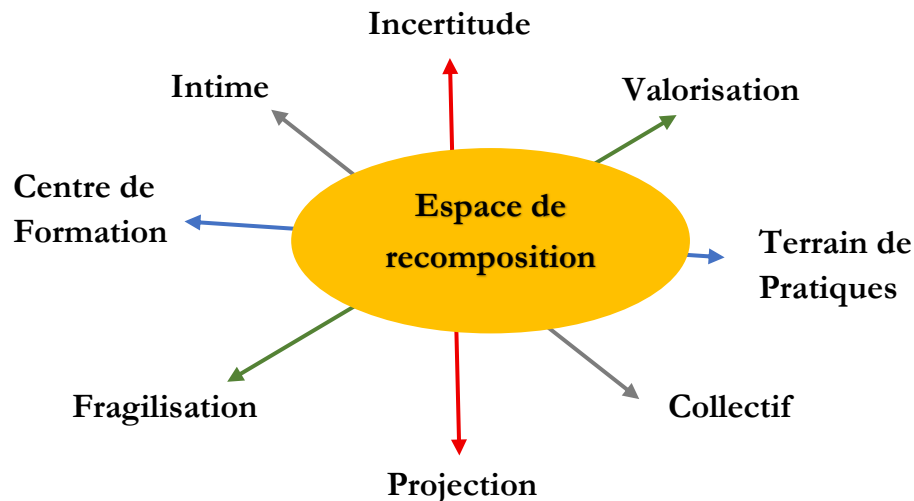 Incertitude
Intime
Valorisation
Centre de
Formation
Espace de
recomposition
Terrain de
Pratiques
Fragilisation
Collectif
Projection